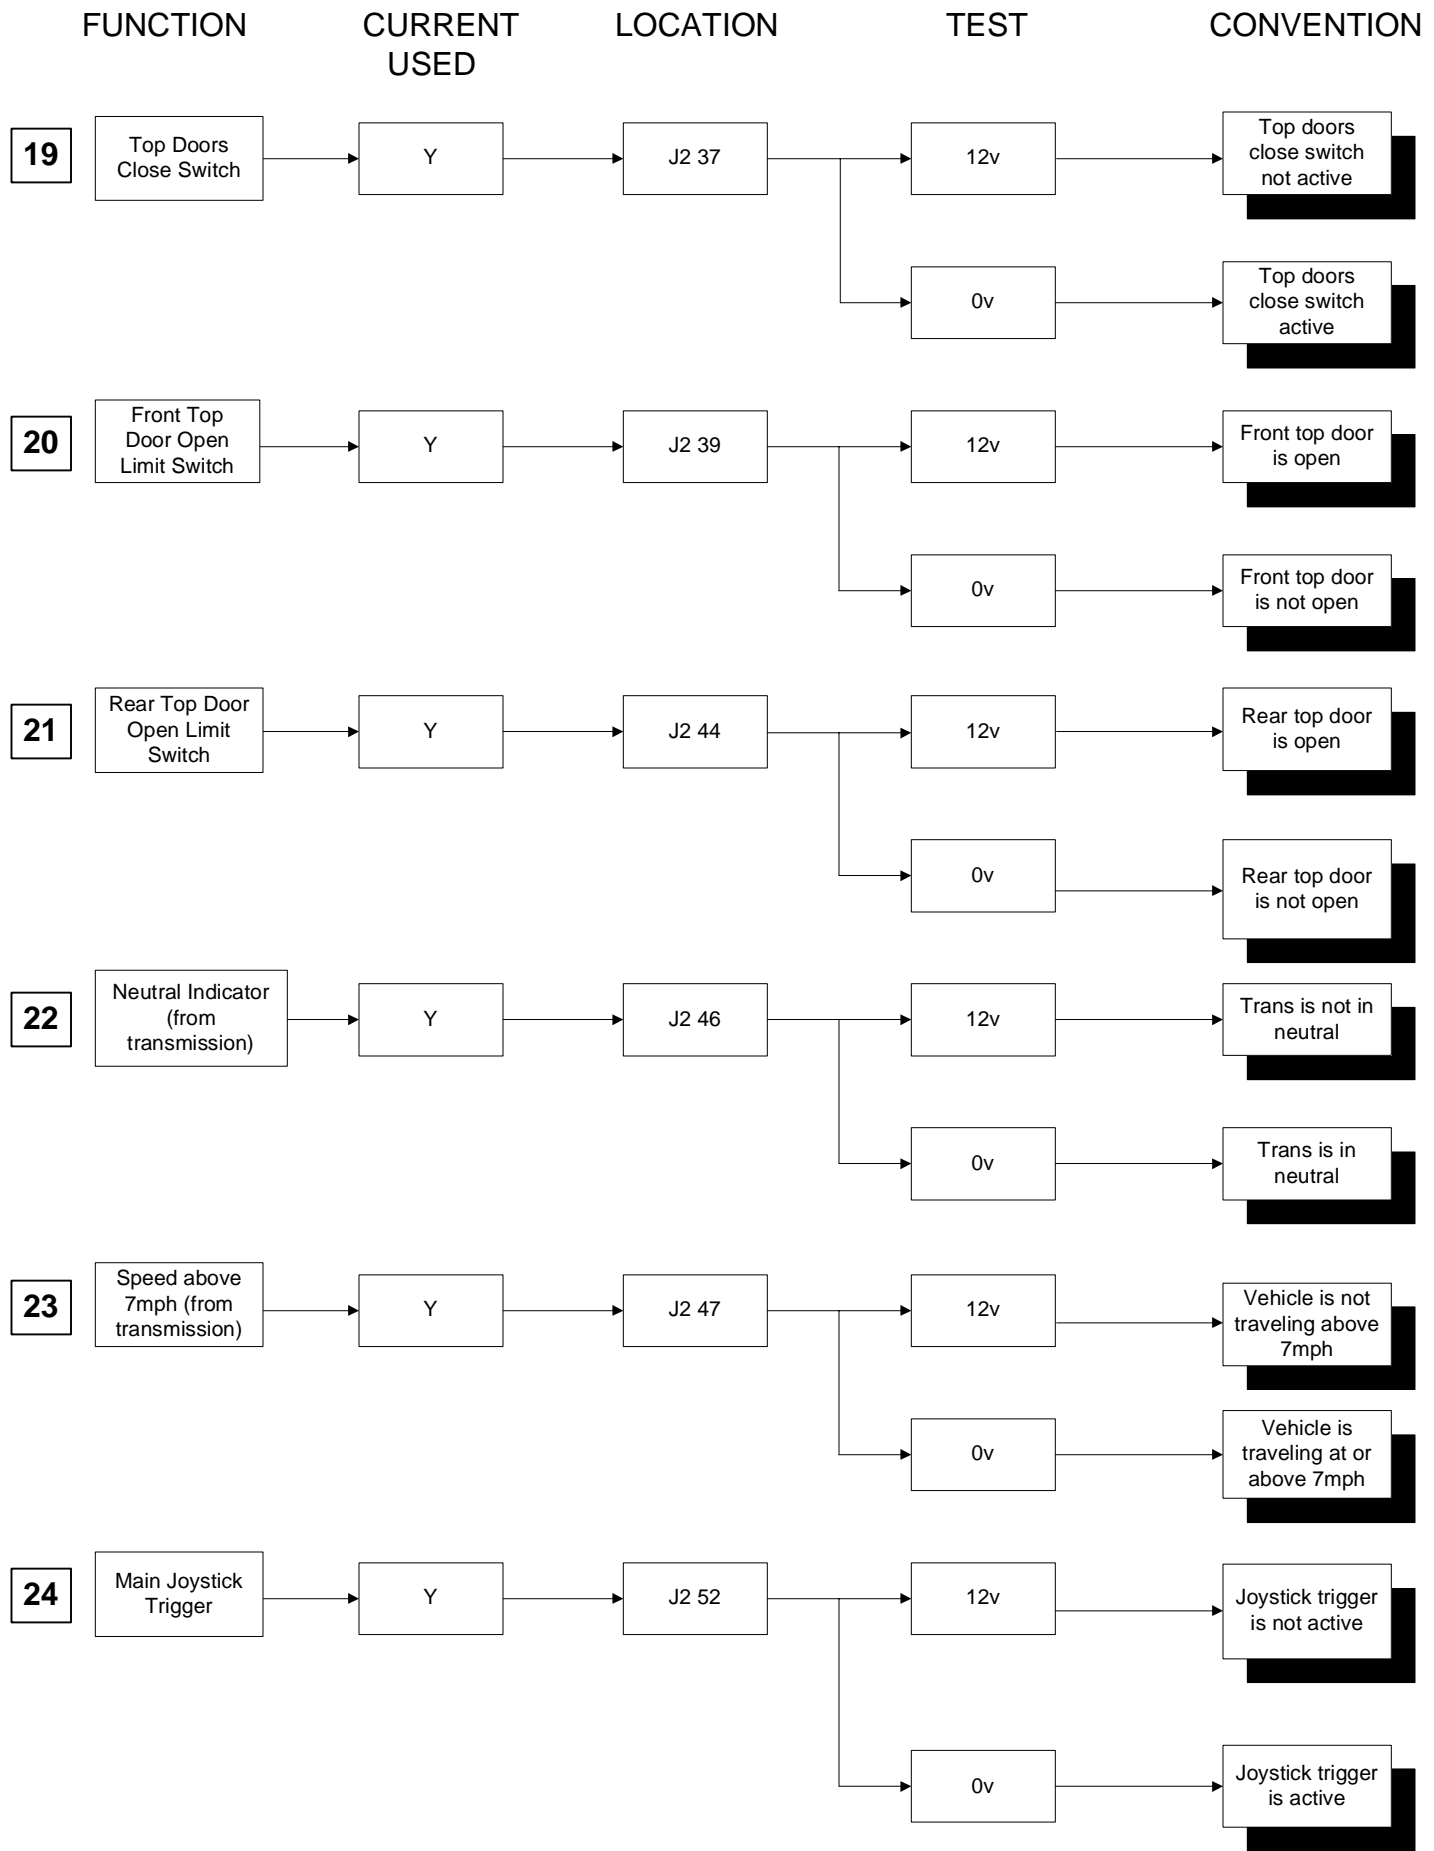 FUNCTION
CURRENT
USED
LOCATION
TEST
CONVENTION
19
Top Doors
Close Switch
Y
J2 37
12v
Top doors
close switch
not active
0v
Top doors
close switch
active
20
Front Top
Door Open
Limit Switch
Y
J2 39
12v
Front top door
is open
0v
Front top door
is not open
21
Rear Top Door
Open Limit
Switch
Y
J2 44
12v
Rear top door
is open
0v
Rear top door
is not open
22
Neutral Indicator
(from
transmission)
Y
J2 46
12v
Trans is not in
neutral
0v
Trans is in
neutral
23
Speed above
7mph (from
transmission)
Y
J2 47
12v
Vehicle is not
traveling above
7mph
0v
Vehicle is
traveling at or
above 7mph
24
Main Joystick
Trigger
Y
J2 52
12v
Joystick trigger
is not active
0v
Joystick trigger
is active